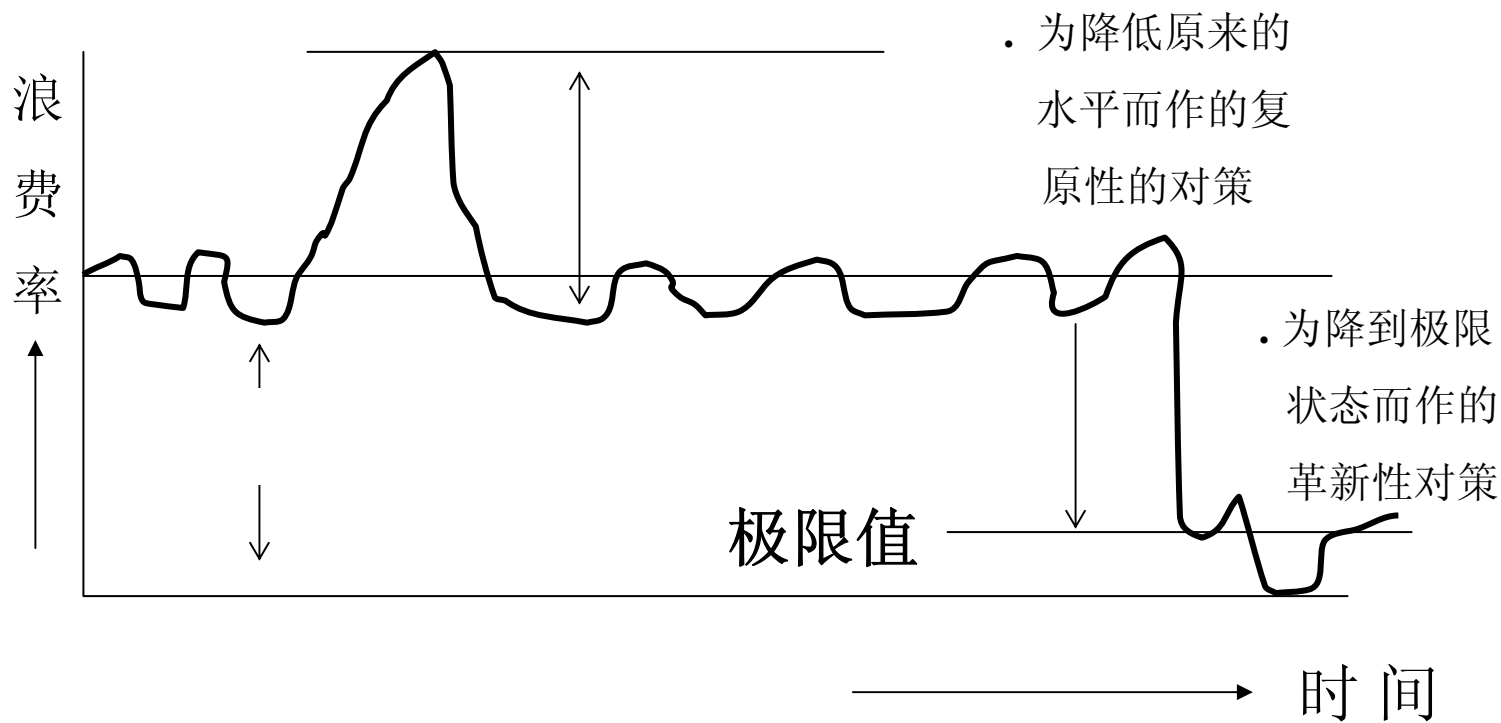 浪费率
. 为降低原来的
水平而作的复
原性的对策
. 为降到极限
状态而作的
革新性对策
极限值
时 间